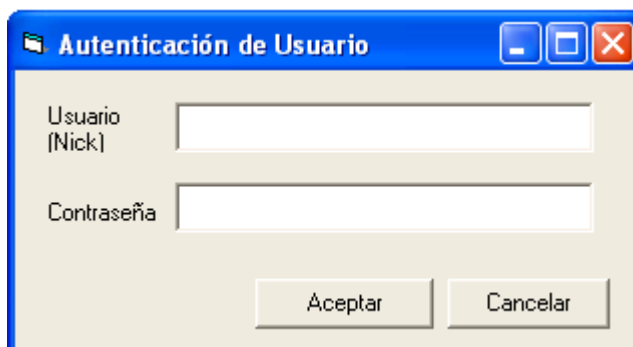 Autenticación de Usuario
Usuario
(Nick)
Contraseña
Aceptar
Cancelar